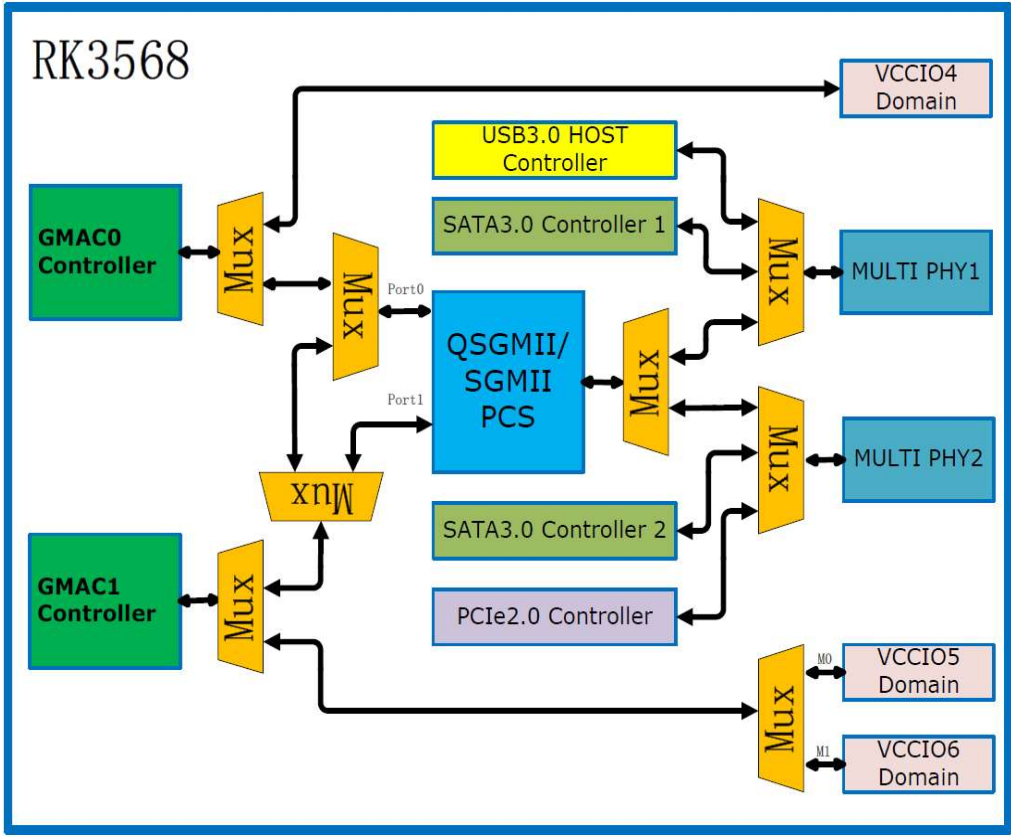 RK3568
VCCIO4
Domain
USB3.0 HOST
Controller
SATA3.0 Controller 1
GMAC0
Controller
Mux
Mux
Mux
MULTI PHY1
Port0
QSGMII/
SGMII
PCS
Mux
Port1
Mux
MULTI PHY2
Mux
SATA3.0 Controller 2
GMAC1
Controller
Mux
PCIe2.0 Controller
Mux
M0
VCCIO5
Domain
M1
VCCIO6
Domain